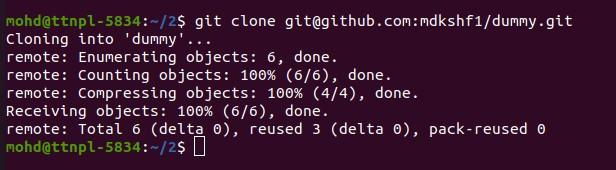 mohd@ttnpl-5834:~/2$ git clone git@github.com:mdkshf1/dummy.git
Cloning into 'dummy'...
remote: Enumerating objects: 6, done.
remote: Counting objects: 100% (6/6), done.
remote: Compressing objects: 100% (4/4), done.
Receiving objects: 100% (6/6), done.
remote: Total 6 (delta 0), reused 3 (delta 0), pack-reused 0
mohd@ttnpl-5834:~/2$